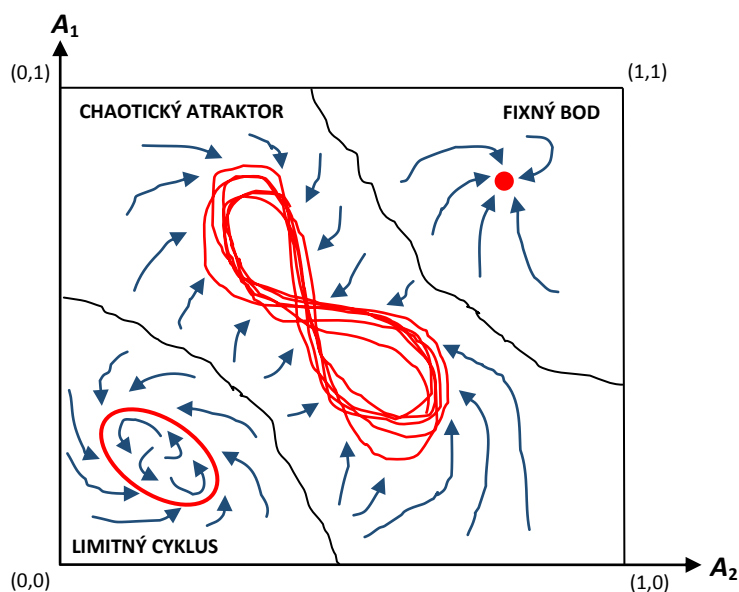 A1
(0,1)
(1,1)
CHAOTICKÝ ATRAKTOR
FIXNÝ BOD
LIMITNÝ CYKLUS
(0,0)
(1,0)
A2